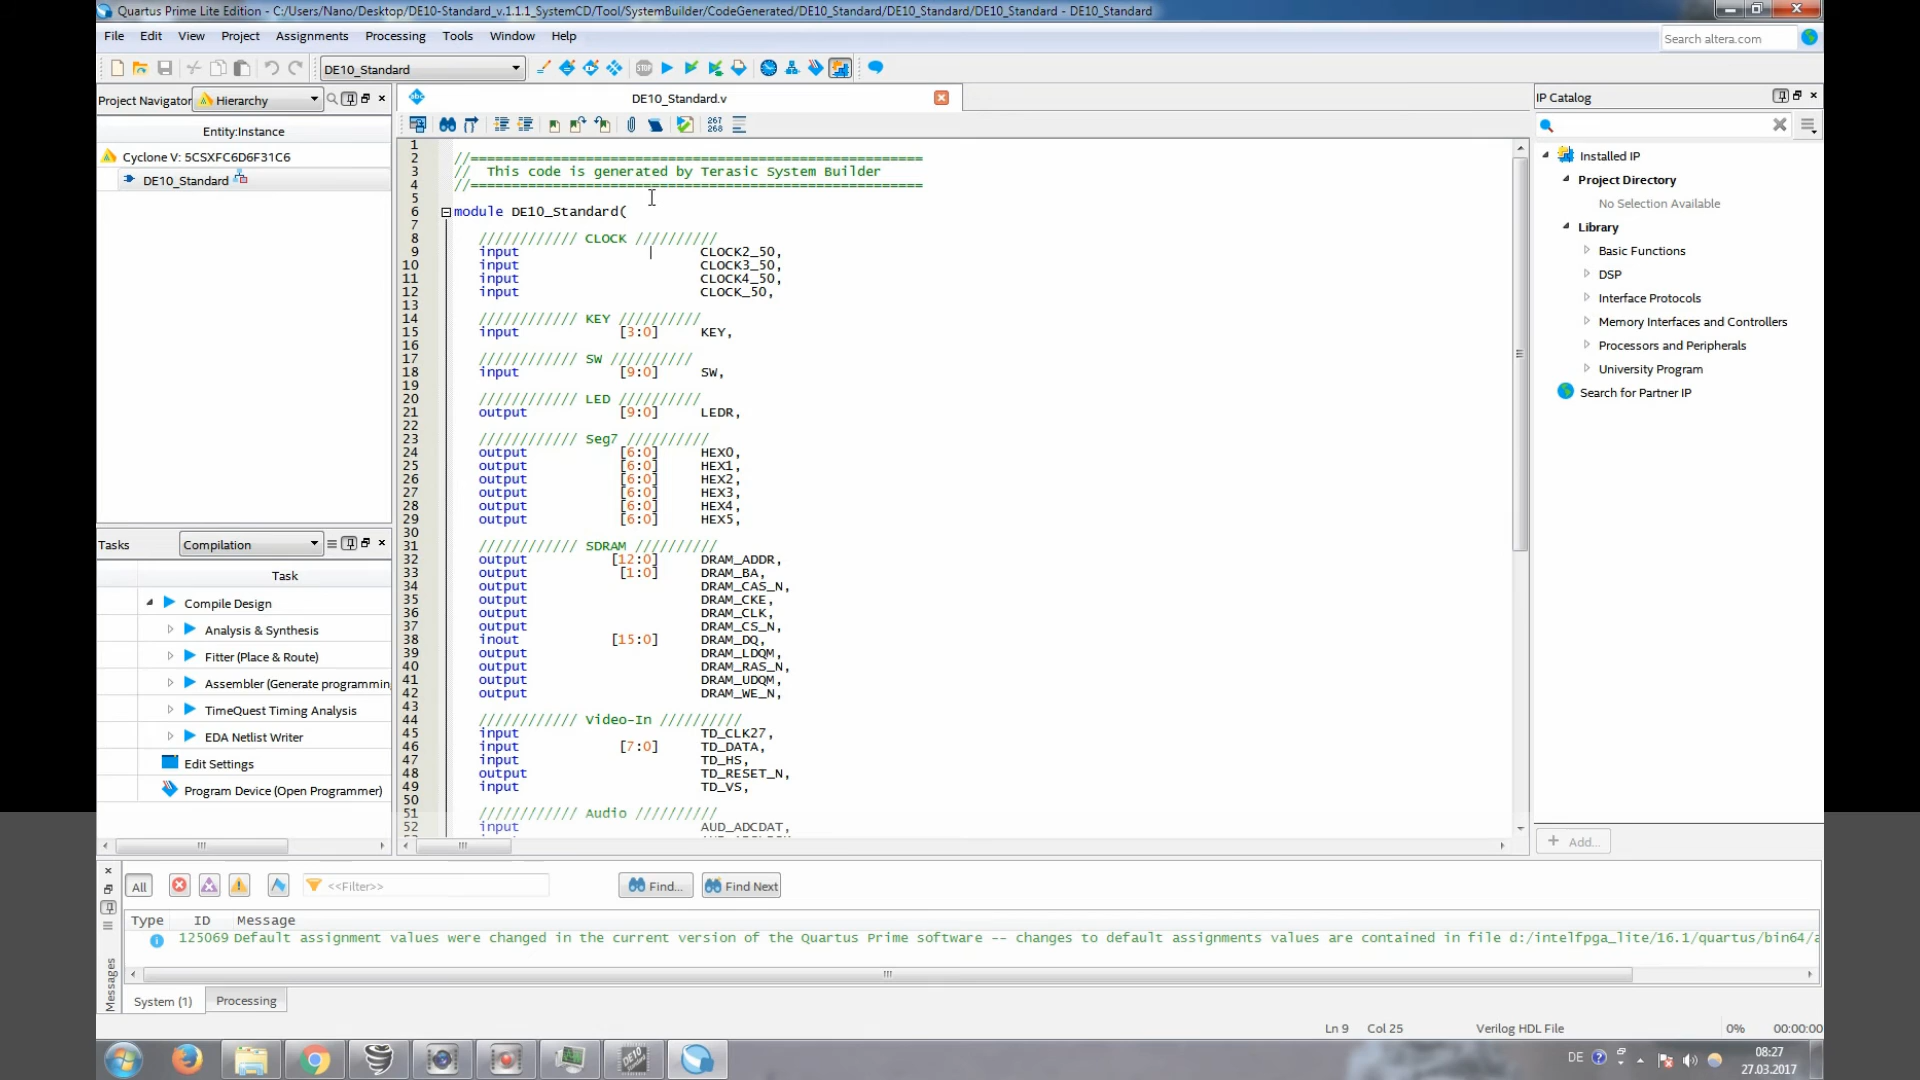 Quartus Prime Lite Edition - C:/Users/Nano/Desktop/DE10-Standard_v.1.1.1_SystemCD/Tool/SystemBuilder/CodeGenerated/DE10_Standard/DE10_Standard/DE10_Standard - DE10_Standard
File Edit View Project Assignments Processing Tools Window Help
Search altera.com
DE10_Standard
Project Navigator Hierarchy
Entity:Instance
Cyclone V: 5CSXFC6D6F31C6
DE10_Standard
Tasks Compilation
Task
Compile Design
Analysis & Synthesis
Fitter (Place & Route)
Assembler (Generate programmin
TimeQuest Timing Analysis
EDA Netlist Writer
Edit Settings
Program Device (Open Programmer)
DE10_Standard.v
267
268
1
2 //=======================================================
3 //  This code is generated by Terasic System Builder
4 //=======================================================
5
6 module DE10_Standard(
7
8 //////////// CLOCK //////////
9 input CLOCK2_50,
10 input CLOCK3_50,
11 input CLOCK4_50,
12 input CLOCK_50,
13
14 //////////// KEY //////////
15 input [3:0] KEY,
16
17 //////////// SW //////////
18 input [9:0] SW,
19
20 //////////// LED //////////
21 output [9:0] LEDR,
22
23 //////////// Seg7 //////////
24 output [6:0] HEX0,
25 output [6:0] HEX1,
26 output [6:0] HEX2,
27 output [6:0] HEX3,
28 output [6:0] HEX4,
29 output [6:0] HEX5,
30
31 //////////// SDRAM //////////
32 output [12:0] DRAM_ADDR,
33 output [1:0] DRAM_BA,
34 output DRAM_CAS_N,
35 output DRAM_CKE,
36 output DRAM_CLK,
37 output DRAM_CS_N,
38 inout [15:0] DRAM_DQ,
39 output DRAM_LDQM,
40 output DRAM_RAS_N,
41 output DRAM_UDQM,
42 output DRAM_WE_N,
43
44 //////////// Video-In //////////
45 input TD_CLK27,
46 input [7:0] TD_DATA,
47 input TD_HS,
48 output TD_RESET_N,
49 input TD_VS,
50
51 //////////// Audio //////////
52 input AUD_ADCDAT,
IP Catalog
Installed IP
Project Directory
No Selection Available
Library
Basic Functions
DSP
Interface Protocols
Memory Interfaces and Controllers
Processors and Peripherals
University Program
Search for Partner IP
Add...
All <<Filter>> Find... Find Next
Type ID Message
125069 Default assignment values were changed in the current version of the Quartus Prime software -- changes to default assignments values are contained in file d:/intelfpga_lite/16.1/quartus/bin64/a
Messages
System (1) Processing
Ln 9 Col 25 Verilog HDL File 0% 00:00:00
DE10
DE
08:27
27.03.2017